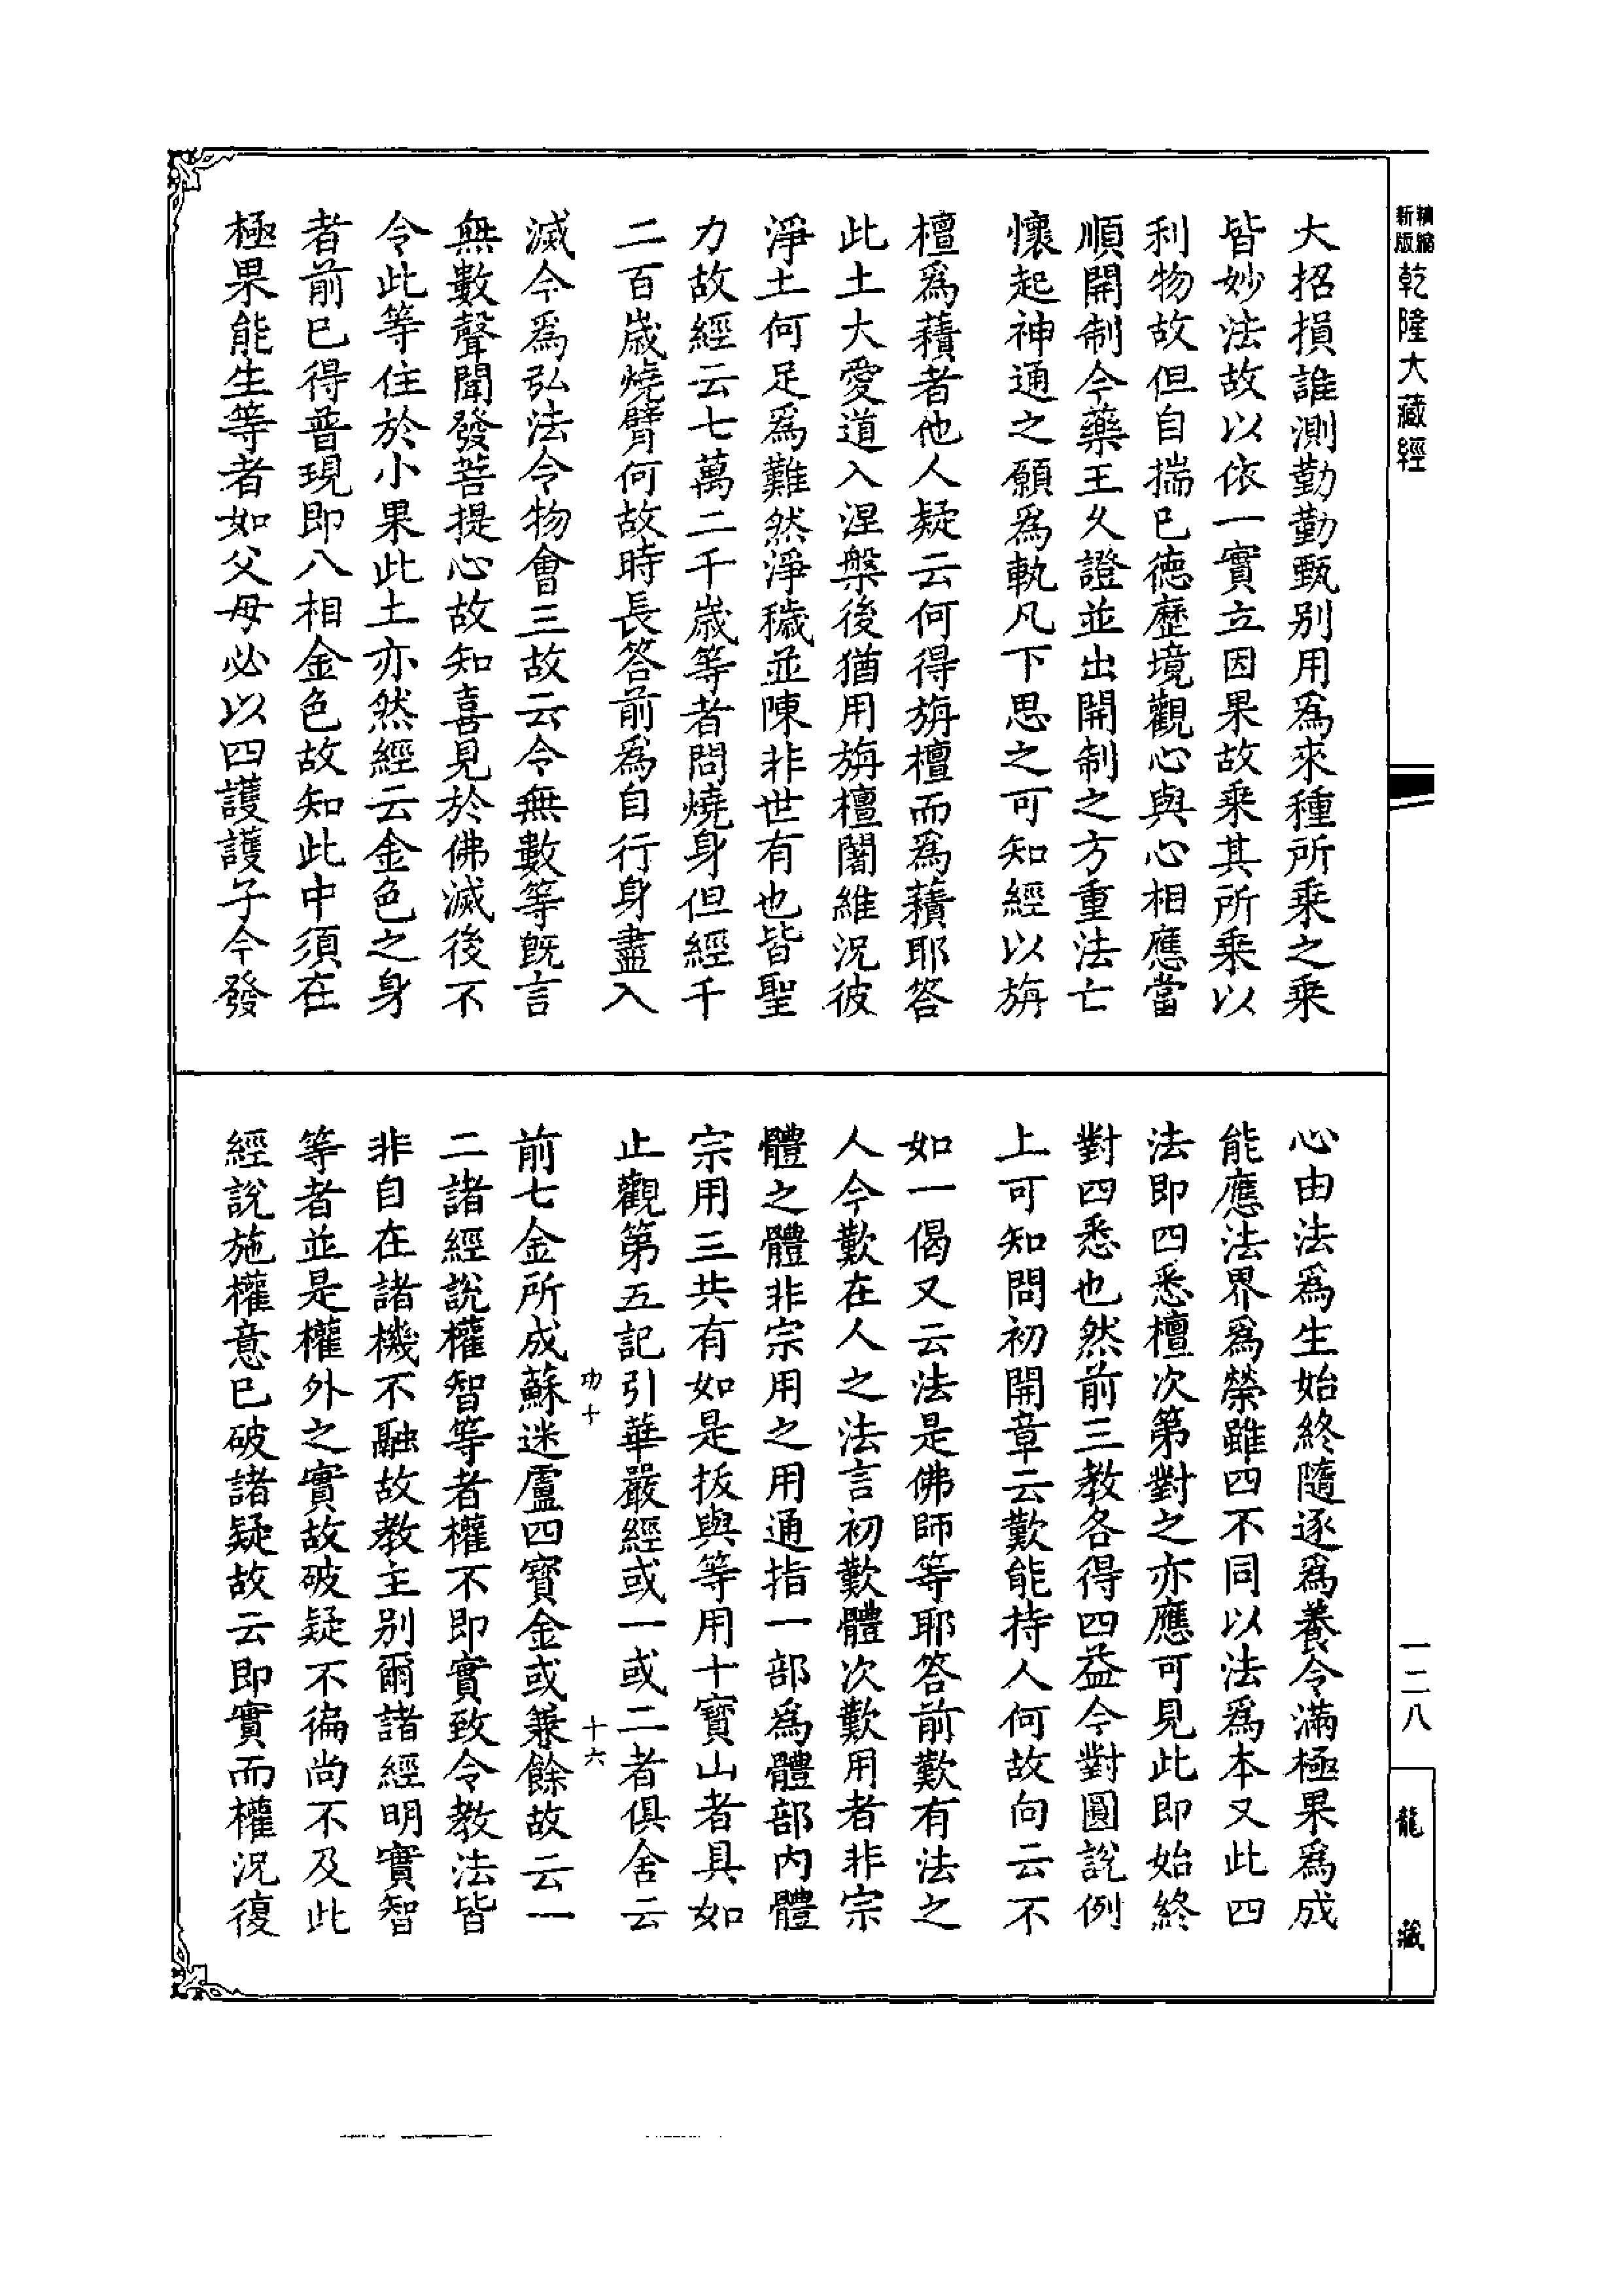 精縮
新版
乾隆大藏經
大招損誰測勤勤甄别用爲來種所乗之乗
皆妙法故以依一實立因果故乗其所乗以
利物故但自揣已徳歷境觀心與心相應當
順開制今藥王久證並出開制之方重法亡
懷起神通之願爲軌凡下思之可知經以旃
檀爲𧂐者他人疑云何得旃檀而爲𧂐耶答
此土大愛道入涅槃後猶用旃檀闍維況彼
淨土何足爲難然淨穢並陳非世有也皆聖
力故經云七萬二千歳等者問燒身但經千
二百歳燒臂何故時長答前爲自行身盡入
滅今爲弘法令物會三故云令無數等旣言
無數聲聞發菩提心故知喜見於佛滅後不
令此等住於小果此土亦然經云金色之身
者前已得普現即八相金色故知此中須在
極果能生等者如父母必以四護護子今發
心由法爲生始終隨逐爲養令滿極果爲成
能應法界爲榮雖四不同以法爲本又此四
法即四悉檀次第對之亦應可見此即始終
對四悉也然前三教各得四益今對圓說例
上可知問初開章云歎能持人何故向云不
如一偈又云法是佛師等耶答前歎有法之
人今歎在人之法言初歎體次歎用者非宗
體之體非宗用之用通指一部爲體部内體
宗用三共有如是拔與等用十寳山者具如
止觀第五記引華嚴經或一或二者俱舍云
功十
十六
前七金所成蘇迷盧四寳金或兼餘故云一
二諸經說權智等者權不即實致令教法皆
非自在諸機不融故教主别爾諸經明實智
等者並是權外之實故破疑不徧尚不及此
經說施權意已破諸疑故云即實而權況復
一二八
龍
藏